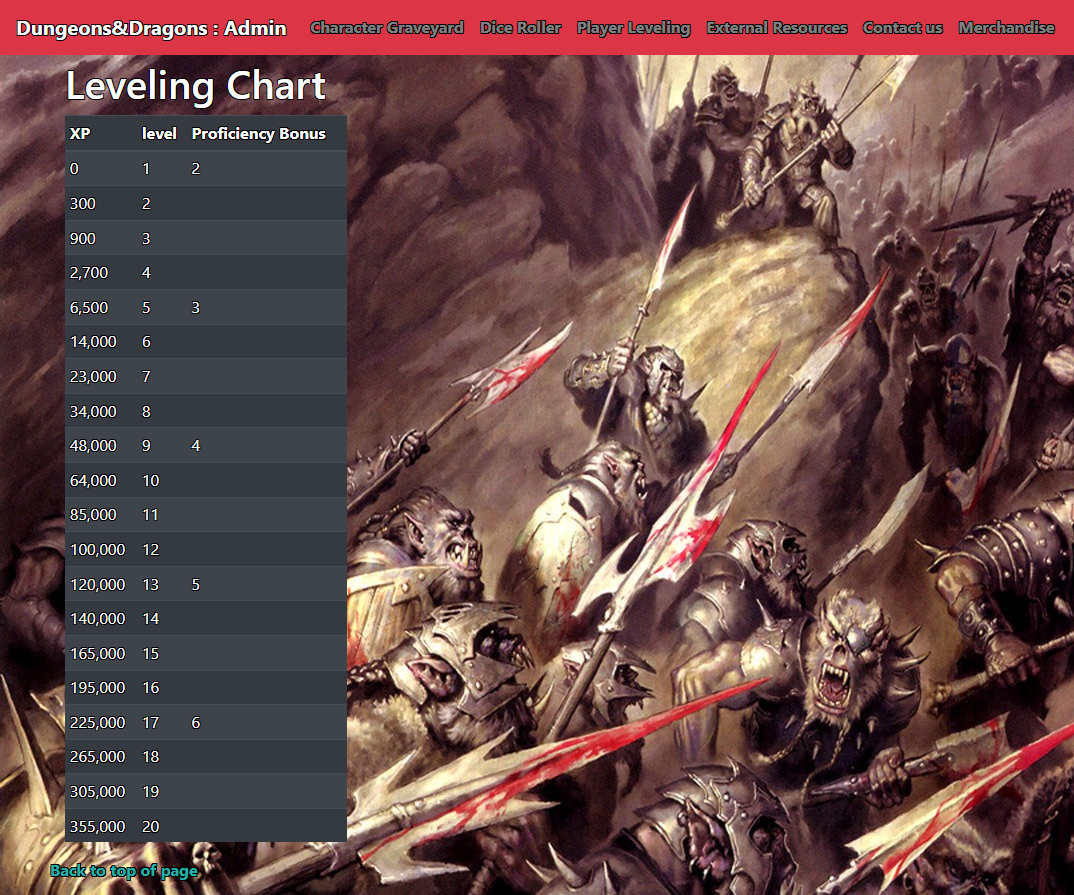 Dungeons&Dragons : Admin Character Graveyard Dice Roller Player Leveling External Resources Contact us Merchandise
Leveling Chart
XP level Proficiency Bonus
0 1 2
300 2
900 3
2,700 4
6,500 5 3
14,000 6
23,000 7
34,000 8
48,000 9 4
64,000 10
85,000 11
100,000 12
120,000 13 5
140,000 14
165,000 15
195,000 16
225,000 17 6
265,000 18
305,000 19
355,000 20
Back to top of page